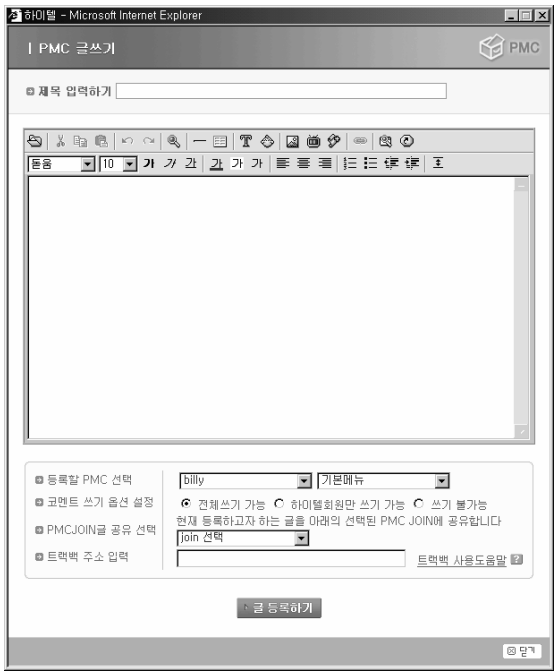 하이텔 - Microsoft Internet Explorer
PMC 글쓰기
PMC
제목 입력하기
돋움 10 가 가 가 가 가 가
등록할 PMC 선택 billy 기본메뉴
코멘트 쓰기 옵션 설정 전체쓰기 가능 하이텔회원만 쓰기 가능 쓰기 불가능
현재 등록하고자 하는 글을 아래의 선택된 PMC JOIN에 공유합니다
PMCJOIN글 공유 선택 join 선택
트랙백 주소 입력 트랙백 사용도움말 ?
글 등록하기
닫기